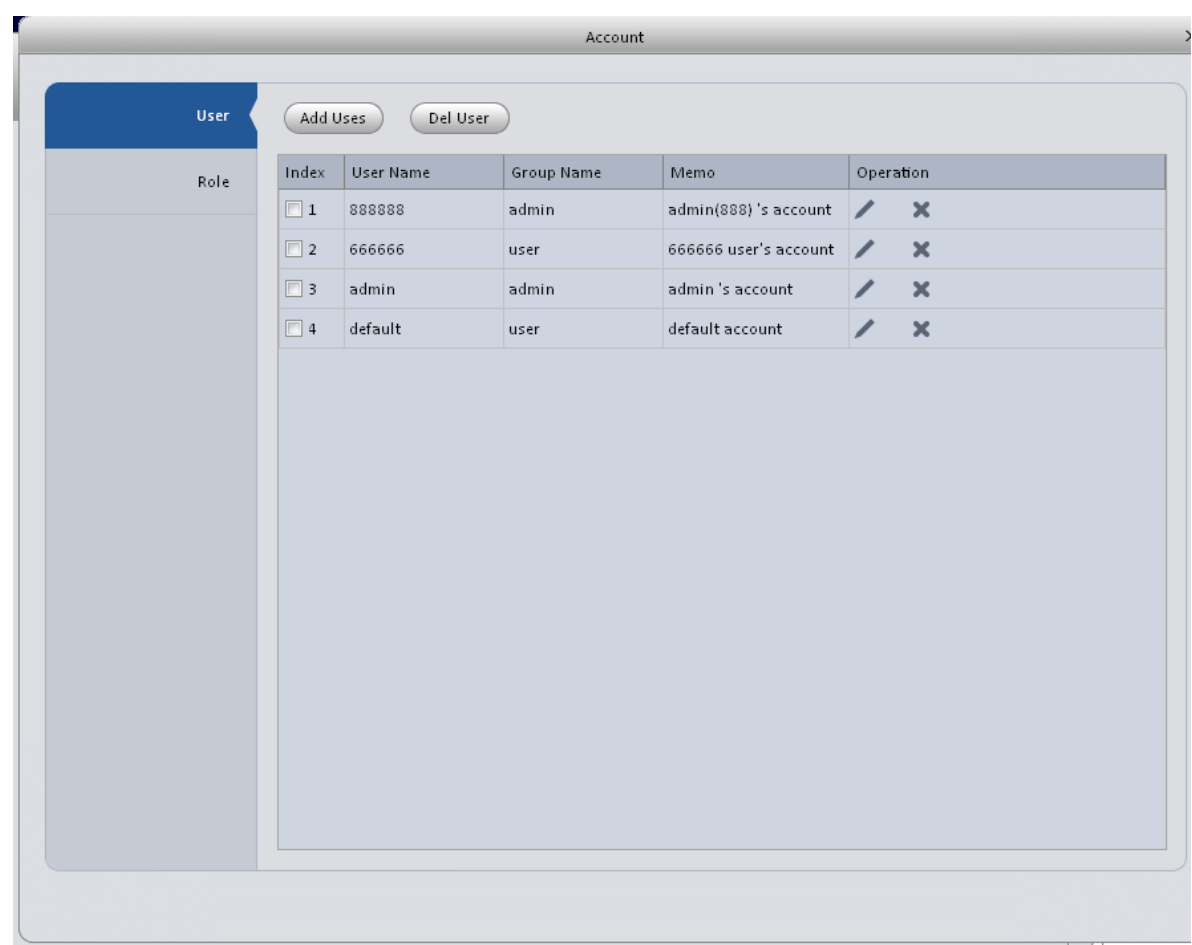 Account
User
Add Uses Del User
Role
Index User Name Group Name Memo Operation
1 888888 admin admin(888) 's account
2 666666 user 666666 user's account
3 admin admin admin 's account
4 default user default account